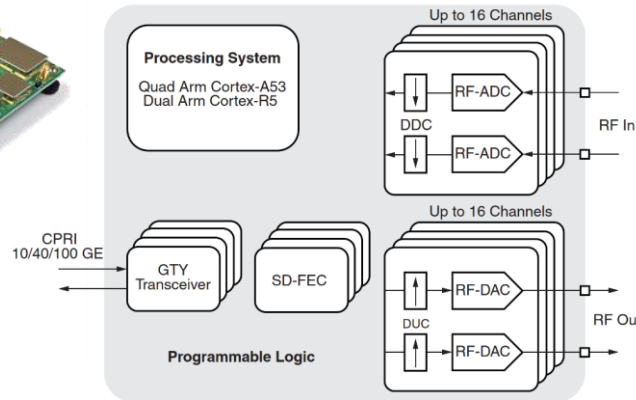 Up to 16 Channels
Processing System
Quad Arm Cortex-A53
Dual Arm Cortex-R5
RF-ADC
DDC
RF In
RF-ADC
Up to 16 Channels
CPRI
10/40/100 GE
GTY
Transceiver
SD-FEC
RF-DAC
RF Ou
DUC
RF-DAC
Programmable Logic